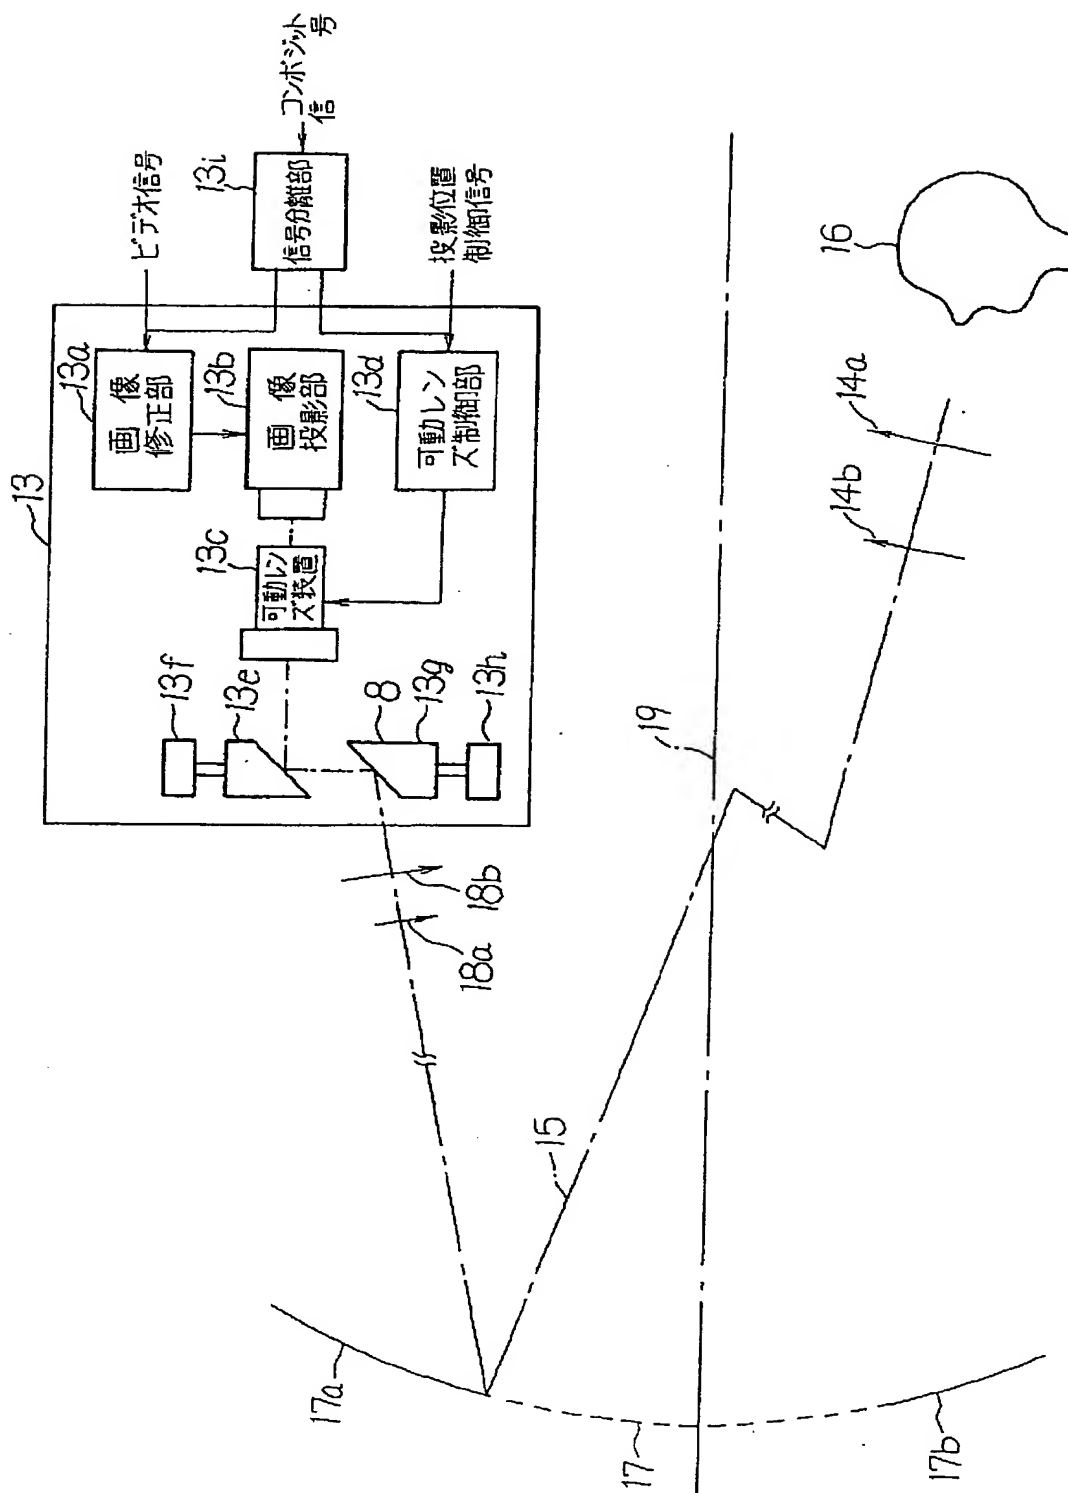 13
ビデオ信号
13a
画像
修正部
13i
信号分離部
コンポジット
信号
13b
画像
投影部
13c
可動レン
ズ装置
13d
可動レン
ズ制御部
投影位置
制御信号
13f
13e
8
13g
13h
18b
18a
19
16
14a
14b
15
17a
17
17b